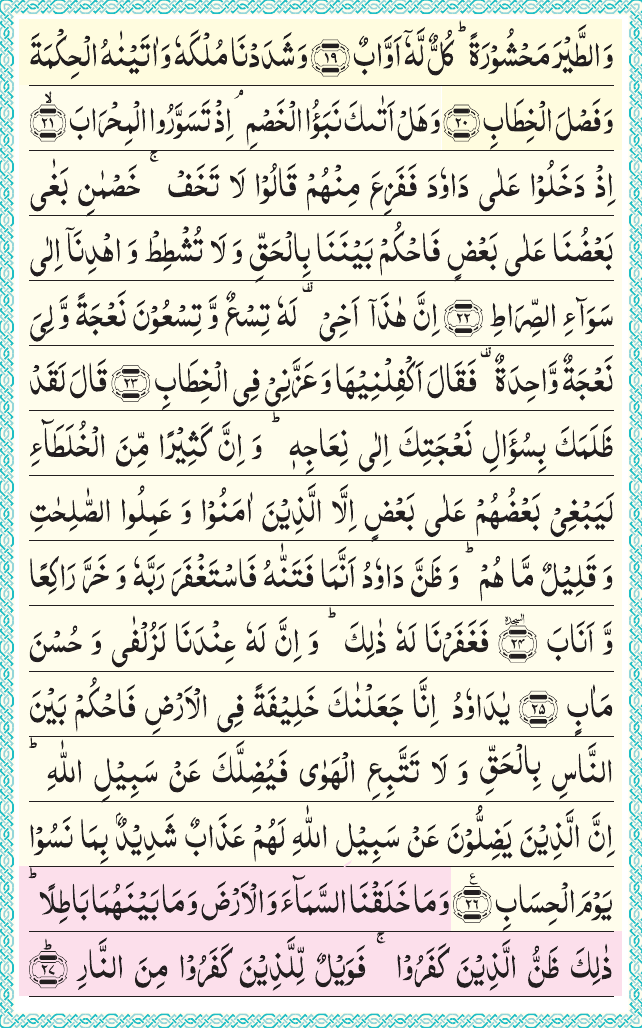 وَالطَّيۡرَ مَحۡشُوۡرَةً ؕ كُلٌّ لَّهٗۤ اَوَّابٌ ﴿۱۹﴾ وَشَدَدۡنَا مُلۡكَهٗ وَاٰتَيۡنٰهُ الۡحِكۡمَةَ
وَفَصۡلَ الۡخِطَابِ ﴿۲۰﴾ وَهَلۡ اَتٰٮكَ نَبَؤُا الۡخَصۡمِ ۘ اِذۡ تَسَوَّرُوا الۡمِحۡرَابَ ۙ ﴿۲۱﴾
اِذۡ دَخَلُوۡا عَلٰى دَاوٗدَ فَفَزِعَ مِنۡهُمۡ قَالُوۡا لَا تَخَفۡ ۚ خَصۡمٰنِ بَغٰى
بَعۡضُنَا عَلٰى بَعۡضٍ فَاحۡكُمۡ بَيۡنَنَا بِالۡحَقِّ وَلَا تُشۡطِطۡ وَاهۡدِنَاۤ اِلٰى
سَوَآءِ الصِّرَاطِ ﴿۲۲﴾ اِنَّ هٰذَاۤ اَخِىۡ ࣞ لَهٗ تِسۡعٌ وَّتِسۡعُوۡنَ نَعۡجَةً وَّلِىَ
نَعۡجَةٌ وَّاحِدَةٌ ࣞ فَقَالَ اَكۡفِلۡنِيۡهَا وَعَزَّنِىۡ فِى الۡخِطَابِ ﴿۲۳﴾ قَالَ لَقَدۡ
ظَلَمَكَ بِسُؤَالِ نَعۡجَتِكَ اِلٰى نِعَاجِهٖ ؕ وَاِنَّ كَثِيۡرًا مِّنَ الۡخُلَطَآءِ
لَيَبۡغِىۡ بَعۡضُهُمۡ عَلٰى بَعۡضٍ اِلَّا الَّذِيۡنَ اٰمَنُوۡا وَعَمِلُوا الصّٰلِحٰتِ
وَقَلِيۡلٌ مَّا هُمۡ ؕ وَظَنَّ دَاوٗدُ اَنَّمَا فَتَنّٰهُ فَاسۡتَغۡفَرَ رَبَّهٗ وَخَرَّ رَاكِعًا
وَّاَنَابَ ﴿۲۴﴾ السجدة فَغَفَرۡنَا لَهٗ ذٰلِكَ ؕ وَاِنَّ لَهٗ عِنۡدَنَا لَزُلۡفٰى وَحُسۡنَ
مَاٰبٍ ﴿۲۵﴾ يٰدَاوٗدُ اِنَّا جَعَلۡنٰكَ خَلِيۡفَةً فِى الۡاَرۡضِ فَاحۡكُمۡ بَيۡنَ
النَّاسِ بِالۡحَقِّ وَلَا تَتَّبِعِ الۡهَوٰى فَيُضِلَّكَ عَنۡ سَبِيۡلِ اللّٰهِ ؕ
اِنَّ الَّذِيۡنَ يَضِلُّوۡنَ عَنۡ سَبِيۡلِ اللّٰهِ لَهُمۡ عَذَابٌ شَدِيۡدٌۢ بِمَا نَسُوۡا
يَوۡمَ الۡحِسَابِ ﴿۲۶﴾ ع وَمَا خَلَقۡنَا السَّمَآءَ وَالۡاَرۡضَ وَمَا بَيۡنَهُمَا بَاطِلًا ؕ
ذٰلِكَ ظَنُّ الَّذِيۡنَ كَفَرُوۡا ۚ فَوَيۡلٌ لِّلَّذِيۡنَ كَفَرُوۡا مِنَ النَّارِ ؕ ﴿۲۷﴾